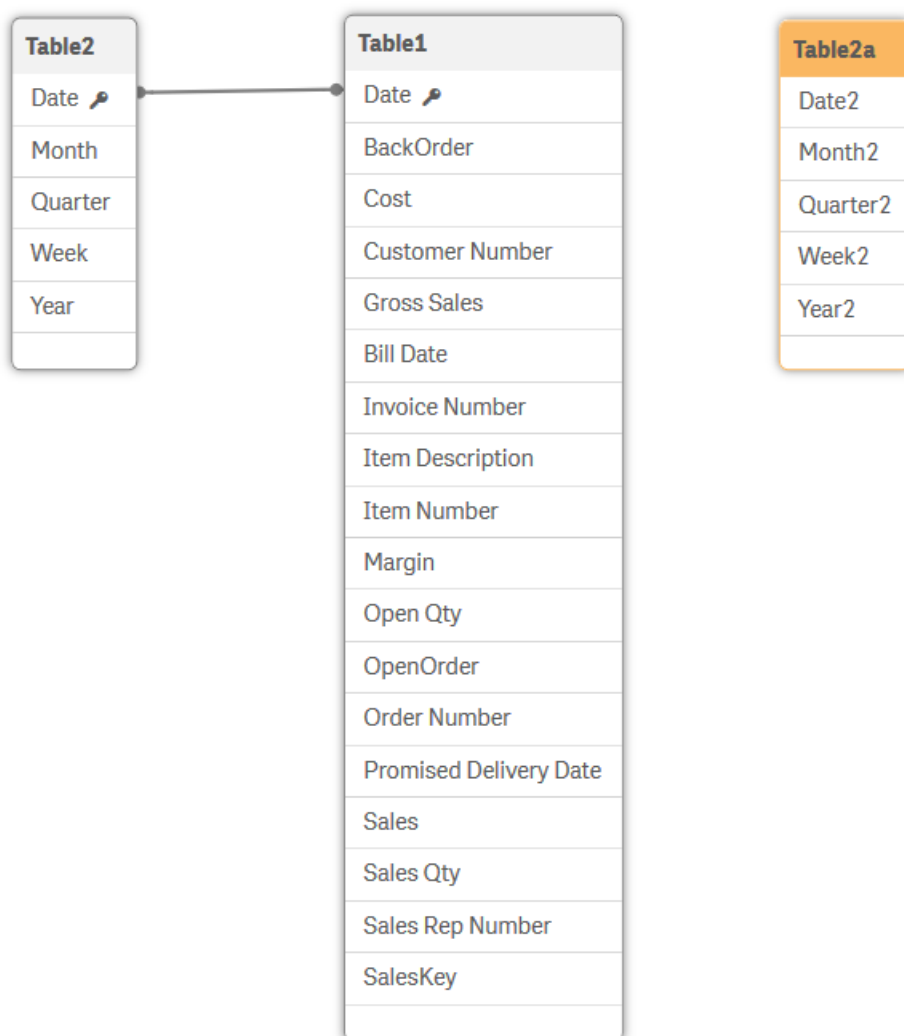 Table2
Date
Month
Quarter
Week
Year
Table1
Date
BackOrder
Cost
Customer Number
Gross Sales
Bill Date
Invoice Number
Item Description
Item Number
Margin
Open Qty
OpenOrder
Order Number
Promised Delivery Date
Sales
Sales Qty
Sales Rep Number
SalesKey
Table2a
Date2
Month2
Quarter2
Week2
Year2